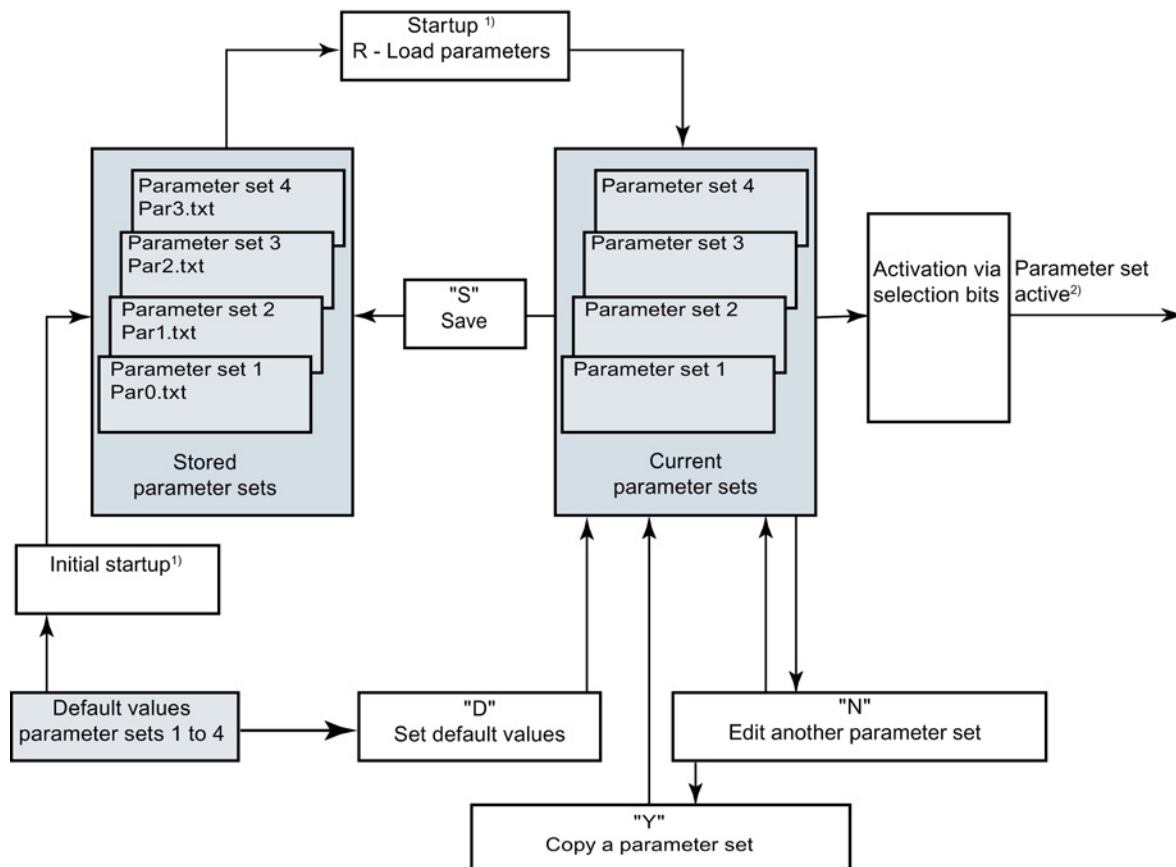 Startup 1)
R - Load parameters
Parameter set 4
Par3.txt
Parameter set 3
Par2.txt
Parameter set 2
Par1.txt
Parameter set 1
Par0.txt
Stored
parameter sets
"S"
Save
Parameter set 4
Parameter set 3
Parameter set 2
Parameter set 1
Current
parameter sets
Activation via
selection bits
Parameter set
active2)
Initial startup1)
Default values
parameter sets 1 to 4
"D"
Set default values
"N"
Edit another parameter set
"Y"
Copy a parameter set